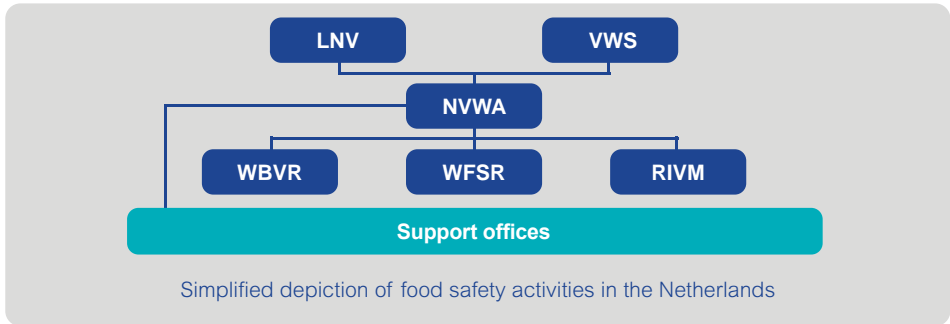 LNV VWS
NVWA
WBVR WFSR RIVM
Support offices
Simplified depiction of food safety activities in the Netherlands